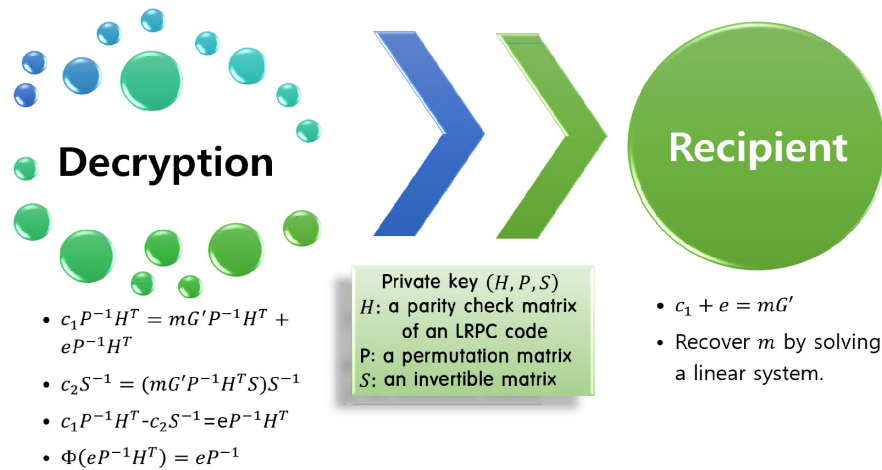 Decryption
Recipient
Private key (H, P, S)
H: a parity check matrix
of an LRPC code
P: a permutation matrix
S: an invertible matrix
• c₁P⁻¹Hᵀ = mG′P⁻¹Hᵀ +
eP⁻¹Hᵀ
• c₂S⁻¹ = (mG′P⁻¹HᵀS)S⁻¹
• c₁P⁻¹Hᵀ-c₂S⁻¹=eP⁻¹Hᵀ
• Φ(eP⁻¹Hᵀ) = eP⁻¹
• c₁ + e = mG′
• Recover m by solving
a linear system.